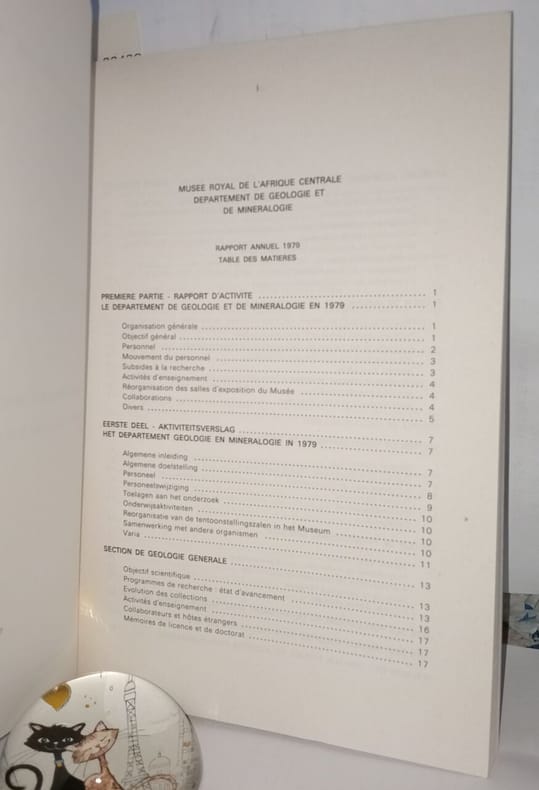 MUSEE ROYAL DE L'AFRIQUE CENTRALE
DEPARTEMENT DE GEOLOGIE ET
DE MINERALOGIE
RAPPORT ANNUEL 1979
TABLE DES MATIERES
PREMIERE PARTIE - RAPPORT D'ACTIVITE 1
LE DEPARTEMENT DE GEOLOGIE ET DE MINERALOGIE EN 1979 1
Organisation générale 1
Objectif général 1
Personnel 2
Mouvement du personnel 3
Subsides à la recherche 3
Activités d'enseignement 4
Réorganisation des salles d'exposition du Musée 4
Collaborations 4
Divers 5
EERSTE DEEL - AKTIVITEITSVERSLAG 7
HET DEPARTEMENT GEOLOGIE EN MINERALOGIE IN 1979 7
Algemene inleiding 7
Algemene doelstelling 7
Personeel 8
Personeelswijziging 9
Toelagen aan het onderzoek 10
Onderwijsaktiviteiten 10
Reorganisatie van de tentoonstellingszalen in het Museum 10
Samenwerking met andere organismen 10
Varia 11
SECTION DE GEOLOGIE GENERALE 13
Objectif scientifique 13
Programmes de recherche : état d'avancement 13
Evolution des collections 16
Activités d'enseignement 17
Collaborateurs et hôtes étrangers 17
Mémoires de licence et de doctorat 17